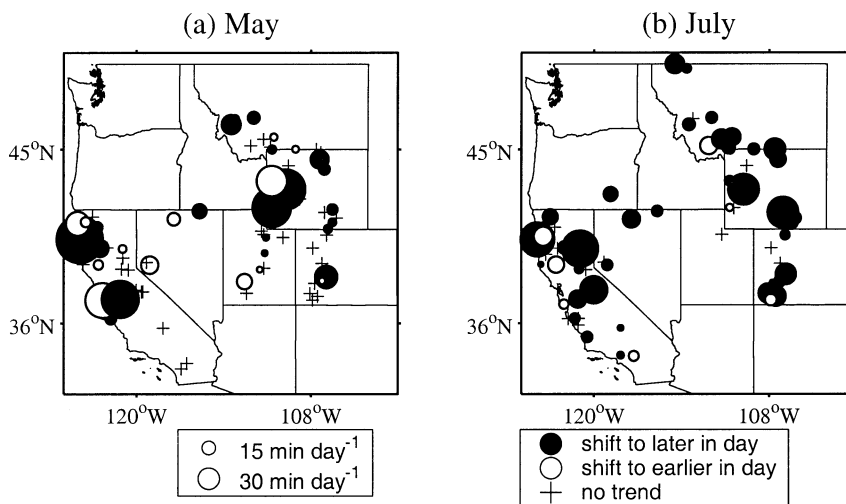 (a) May
(b) July
45°N
36°N
120°W
108°W
45°N
36°N
120°W
108°W
15 min day⁻¹
30 min day⁻¹
shift to later in day
shift to earlier in day
no trend